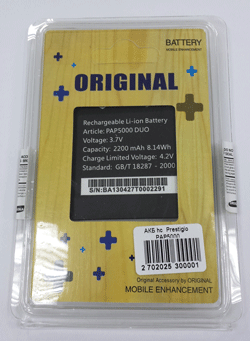 BATTERY
MOBILE ENHANCEMENT
ORIGINAL
Rechargeable Li-ion Battery
Article: PAP5000 DUO
Voltage: 3.7V
Capacity: 2200 mAh 8.14Wh
Charge Limited Voltage: 4.2V
Standard: GB/T 18287 - 2000
S/N:BA130427T0002291
АКБ hc Prestigio
PAP5000
2 702025 300001
Original Accessory by ORIGINAL
MOBILE ENHANCEMENT